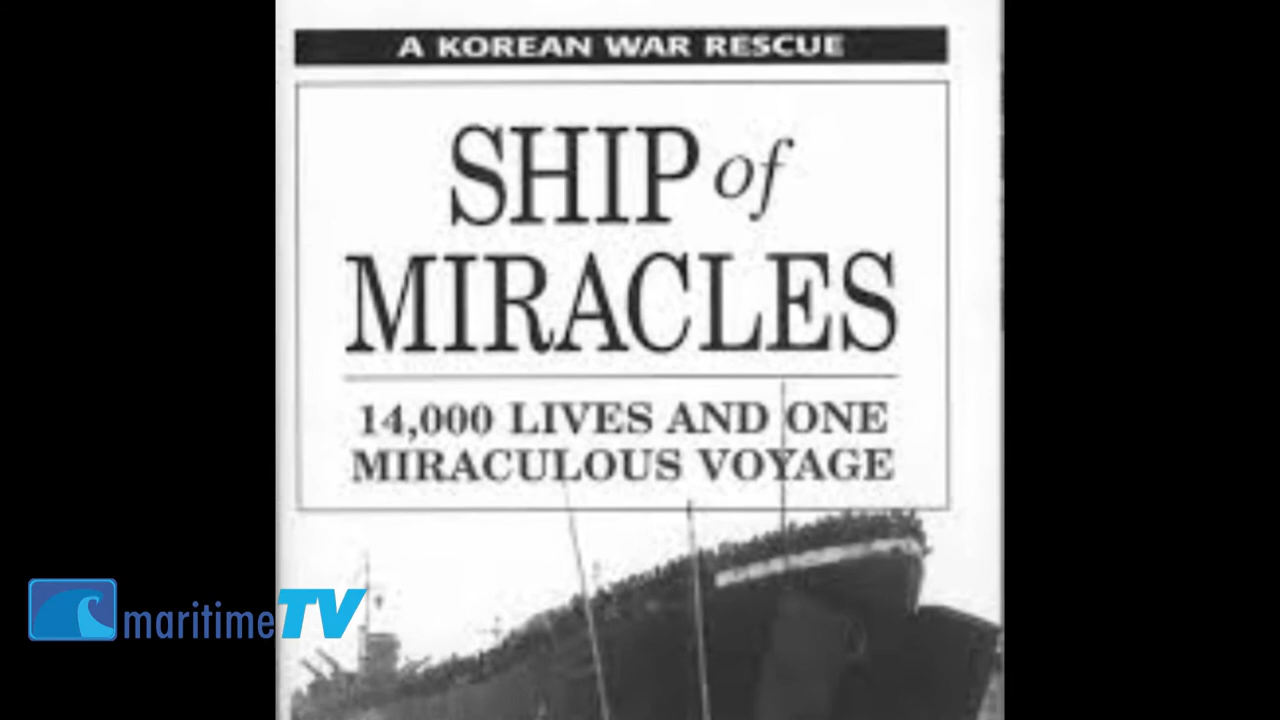 A KOREAN WAR RESCUE
SHIP of
MIRACLES
14,000 LIVES AND ONE
MIRACULOUS VOYAGE
maritimeTV